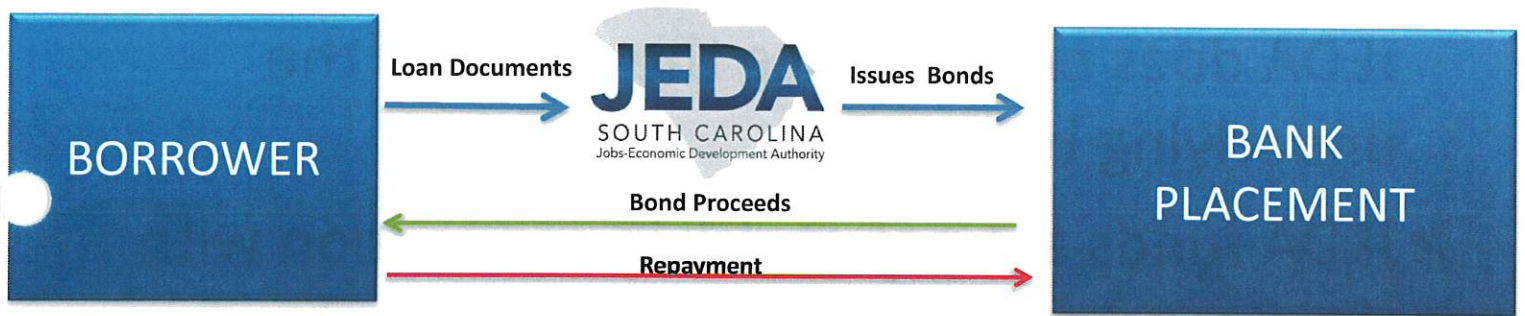 Loan Documents
JEDA
SOUTH CAROLINA
Jobs-Economic Development Authority
Issues Bonds
BORROWER
BANK
PLACEMENT
Bond Proceeds
Repayment